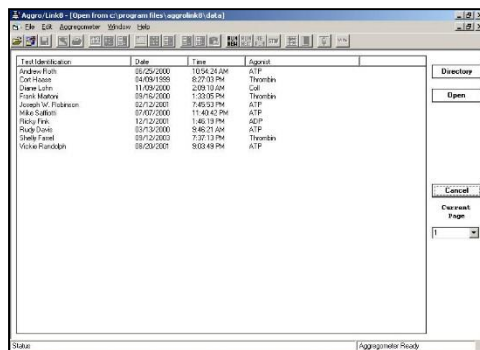 Aggro/Link8 - [Open from c:\program files\aggrolink8\data)]
File Edit Aggregometer Window Help
Test Identification Date Time Agonist
Andrew Roth 06/25/2000 10:54:24 AM ATP
Cort Haase 04/09/1999 8:27:03 PM Thrombin
Diane Lohn 11/09/2000 2:09:10 AM Coll
Frank Mattoni 09/16/2000 1:33:05 PM Thrombin
Joseph W. Robinson 02/12/2001 7:45:53 PM ATP
Mike Salfiotti 07/07/2000 11:40:42 PM ATP
Ricky Fink 12/12/2003 1:46:19 PM ADP
Rudy Davis 03/13/2000 9:46:21 AM ATP
Shelly Fasel 09/12/2000 7:37:13 PM Thrombin
Vickie Randolph 08/20/2001 9:03:49 PM ATP
Directory
Open
Cancel
Current
Page
1
Status Aggregometer Ready